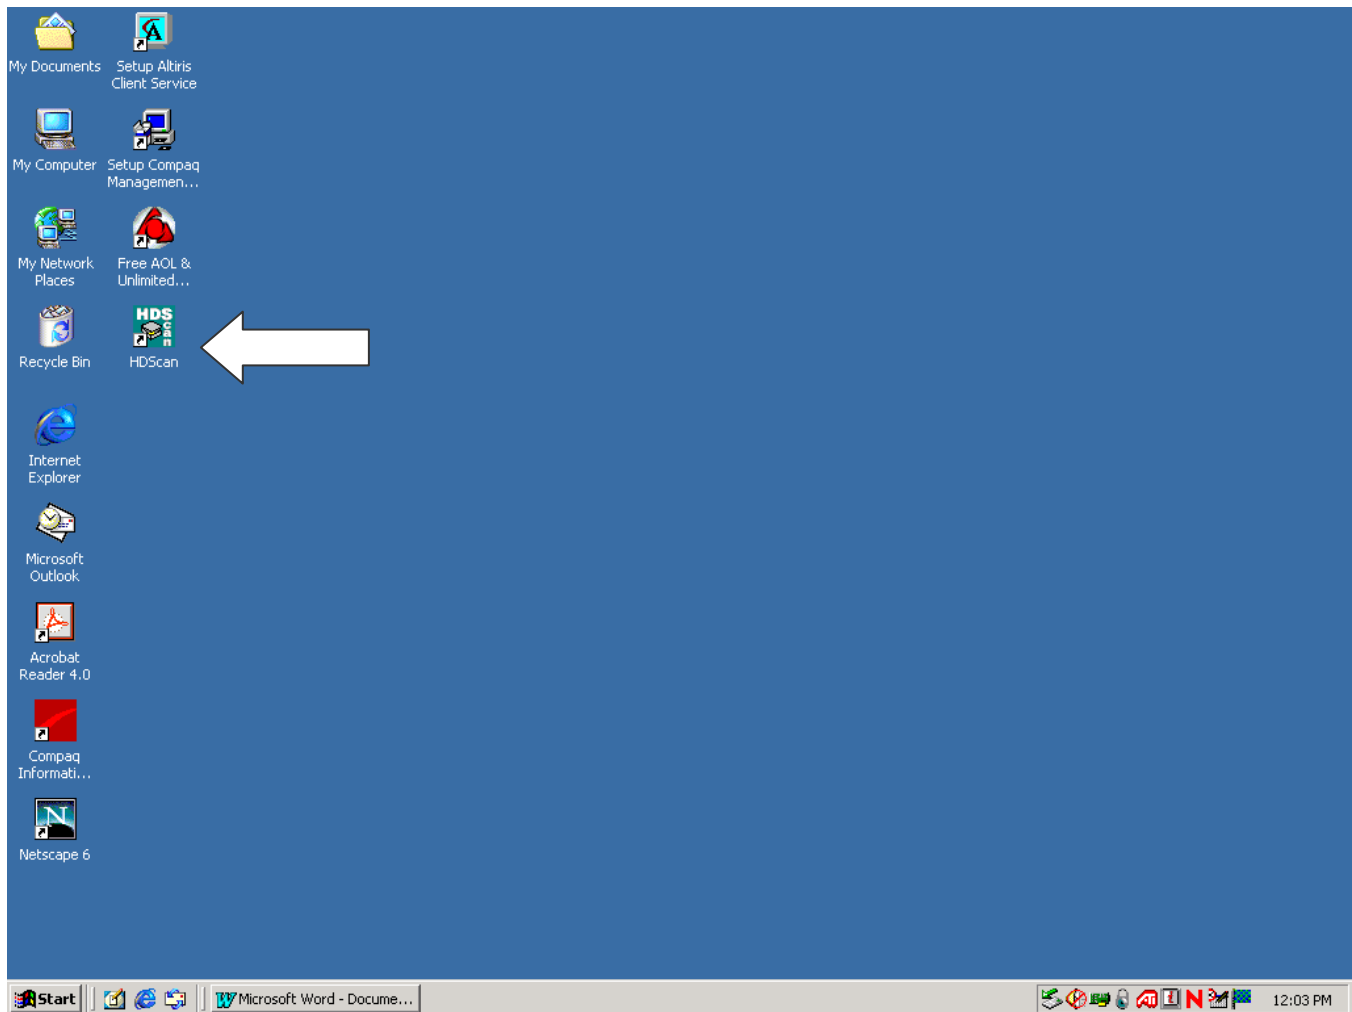 My Documents
Setup Altiris
Client Service
My Computer
Setup Compaq
Managemen...
My Network
Places
Free AOL &
Unlimited...
Recycle Bin
HDS
can
HDScan
Internet
Explorer
Microsoft
Outlook
Acrobat
Reader 4.0
Compaq
Informati...
N
Netscape 6
Start
W Microsoft Word - Docume...
N
12:03 PM